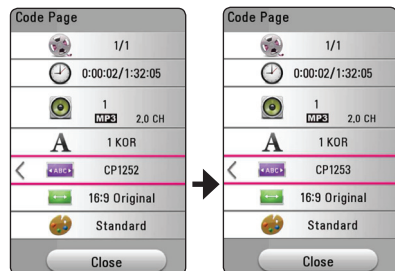 Code Page
1/1
0:00:02/1:32:05
1
MP3 2.0 CH
A 1 KOR
ABC CP1252
16:9 Original
Standard
Close
Code Page
1/1
0:00:02/1:32:05
1
MP3 2.0 CH
A 1 KOR
ABC CP1253
16:9 Original
Standard
Close